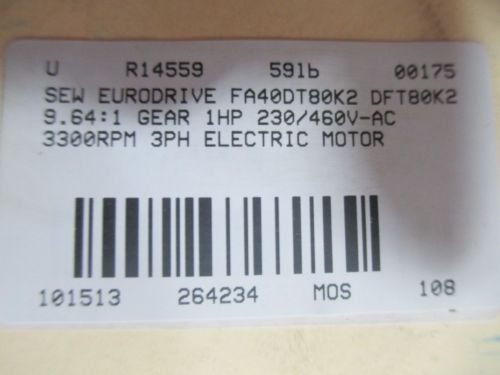 U R14559 59lb 00175
SEW EURODRIVE FA40DT80K2 DFT80K2
9.64:1 GEAR 1HP 230/460V-AC
3300RPM 3PH ELECTRIC MOTOR
101513 264234 MOS 108
-